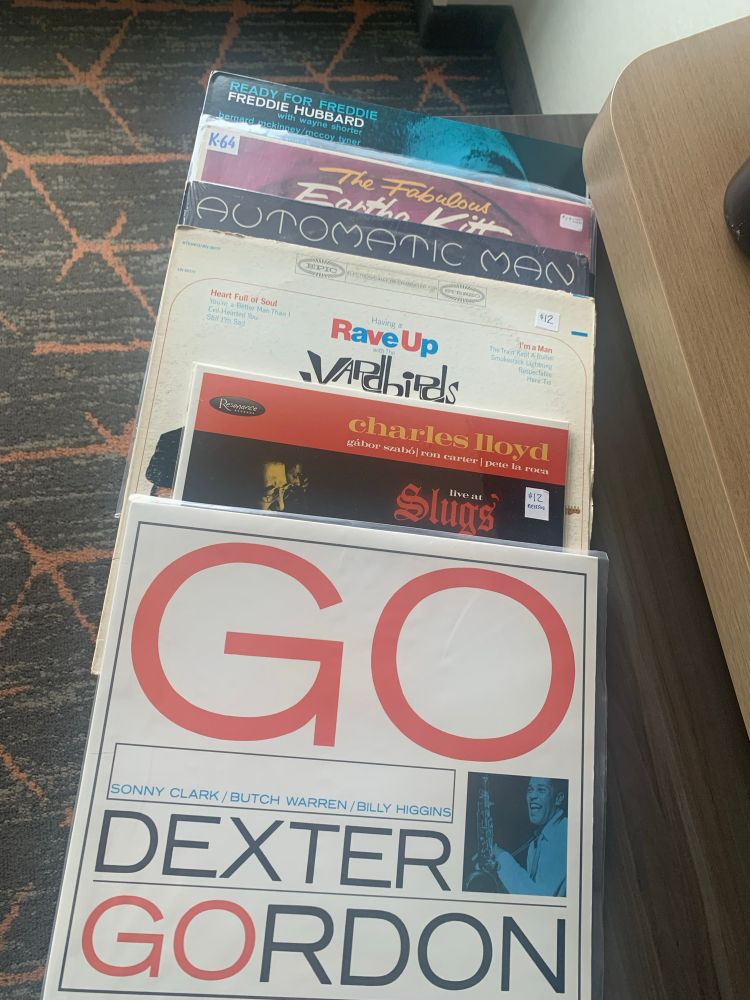 READY FOR FREDDIE
FREDDIE HUBBARD
with wayne shorter
bernard mckinney/mccoy tyner
K-64
The Fabulous
Eartha Kitt
AUTOMATIC MAN
EPIC
STEREO
$12
Heart Full of Soul
You're a Better Man Than I
Evil Hearted You
Still I'm Sad
Having a
Rave Up
with The
YARDbiRds
I'm a Man
The Train Kept A-Rollin'
Smokestack Lightning
Respectable
Here 'Tis
Resonance
RECORDS
charles lloyd
gábor szabó | ron carter | pete la roca
live at
Slugs'
$12
GO
SONNY CLARK / BUTCH WARREN / BILLY HIGGINS
DEXTER
GORDON